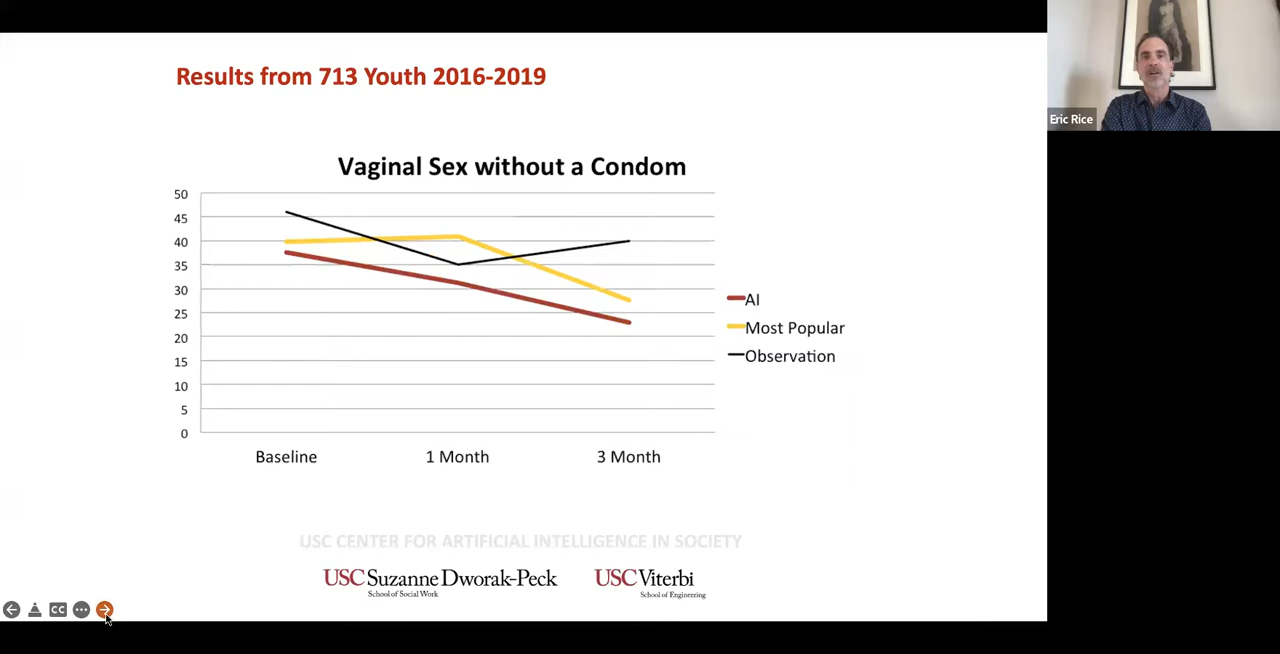 Results from 713 Youth 2016-2019
Eric Rice
Vaginal Sex without a Condom
50
45
40
35
30
25
20
15
10
5
0
Baseline
1 Month
3 Month
AI
Most Popular
Observation
USC CENTER FOR ARTIFICIAL INTELLIGENCE IN SOCIETY
USC Suzanne Dworak-Peck
School of Social Work
USC Viterbi
School of Engineering
CC